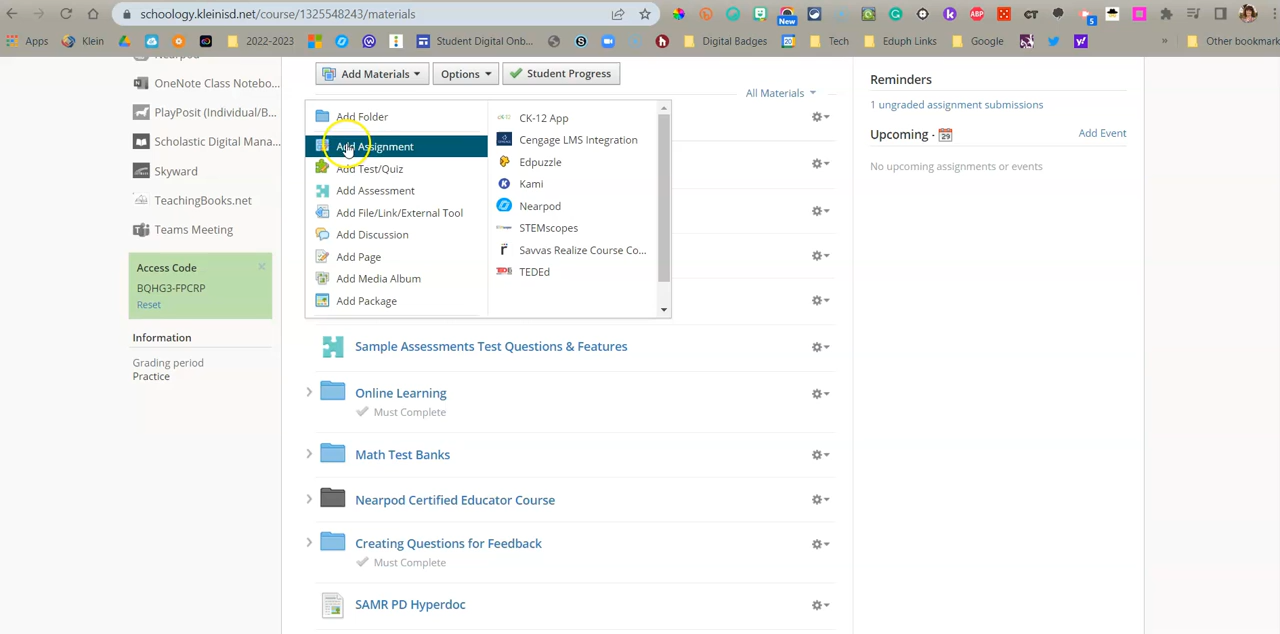 schoology.kleinisd.net/course/1325548243/materials
New
5
Apps
Klein
2022-2023
Student Digital Onb...
20
Digital Badges
Tech
Eduph Links
Google
»
Other bookmark
OneNote Class Notebo...
PlayPosit (Individual/B...
Scholastic Digital Mana...
Skyward
TeachingBooks.net
Teams Meeting
Access Code
BQHG3-FPCRP
Reset
Information
Grading period
Practice
Add Materials
Options
Student Progress
All Materials
Add Folder
Add Assignment
Add Test/Quiz
Add Assessment
Add File/Link/External Tool
Add Discussion
Add Page
Add Media Album
Add Package
CK-12 App
Cengage LMS Integration
Edpuzzle
Kami
Nearpod
STEMscopes
Savvas Realize Course Co...
TEDEd
Sample Assessments Test Questions & Features
Online Learning
Must Complete
Math Test Banks
Nearpod Certified Educator Course
Creating Questions for Feedback
Must Complete
SAMR PD Hyperdoc
Reminders
1 ungraded assignment submissions
Upcoming ·
29
Add Event
No upcoming assignments or events